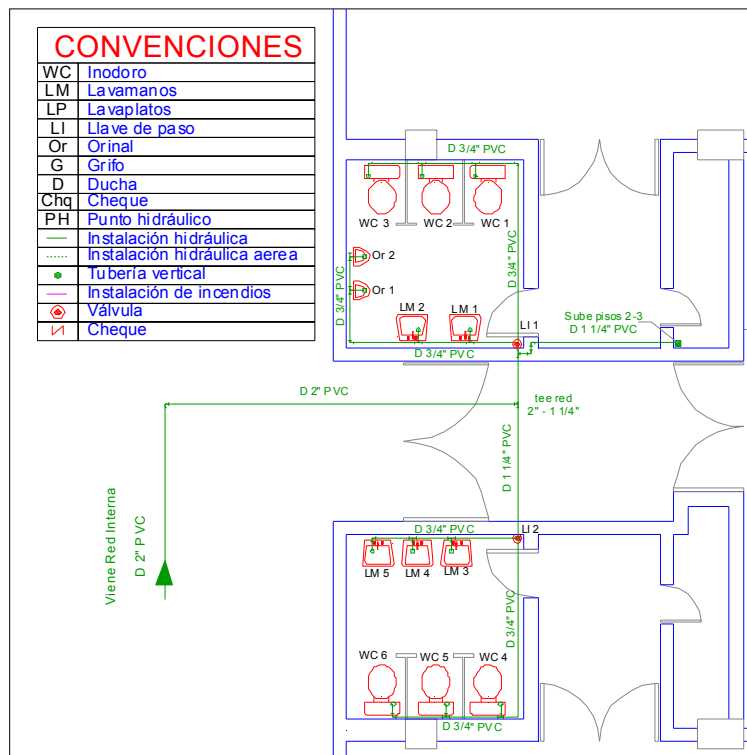 CONVENCIONES
WC Inodoro
LM Lavamanos
LP Lavaplatos
LI Llave de paso
Or Orinal
G Grifo
D Ducha
Chq Cheque
PH Punto hidráulico
Instalación hidráulica
Instalación hidráulica aerea
Tubería vertical
Instalación de incendios
Válvula
Cheque
D 3/4" PVC
WC 3
WC 2
WC 1
D 3/4" PVC
Or 2
Or 1
D 3/4" PVC
LM 2
LM 1
LI 1
Sube pisos 2-3
D 1 1/4" PVC
D 3/4" PVC
D 2" PVC
tee red
2" - 1 1/4"
D 1 1/4" PVC
Viene Red Interna
D 2" PVC
D 3/4" PVC
LI 2
LM 5
LM 4
LM 3
D 3/4" PVC
WC 6
WC 5
WC 4
D 3/4" PVC